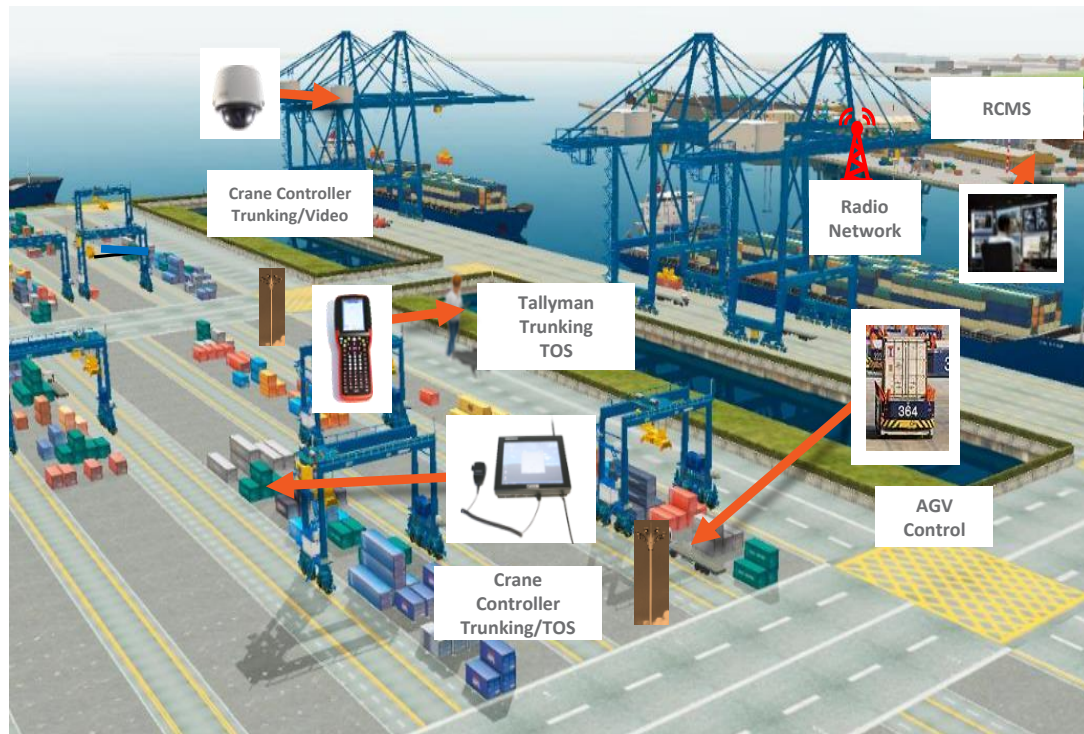 RCMS
Crane Controller
Trunking/Video
Radio
Network
Tallyman
Trunking
TOS
364
AGV
Control
Crane
Controller
Trunking/TOS